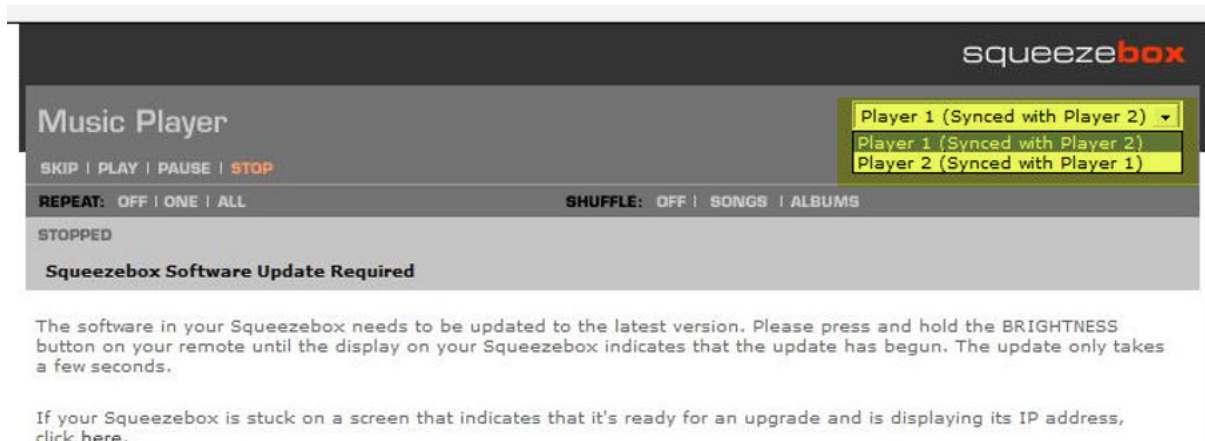 squeezebox
Music Player
Player 1 (Synced with Player 2)
Player 1 (Synced with Player 2)
Player 2 (Synced with Player 1)
SKIP | PLAY | PAUSE | STOP
REPEAT: OFF | ONE | ALL SHUFFLE: OFF | SONGS | ALBUMS
STOPPED
Squeezebox Software Update Required
The software in your Squeezebox needs to be updated to the latest version. Please press and hold the BRIGHTNESS
button on your remote until the display on your Squeezebox indicates that the update has begun. The update only takes
a few seconds.
If your Squeezebox is stuck on a screen that indicates that it's ready for an upgrade and is displaying its IP address,
click here.